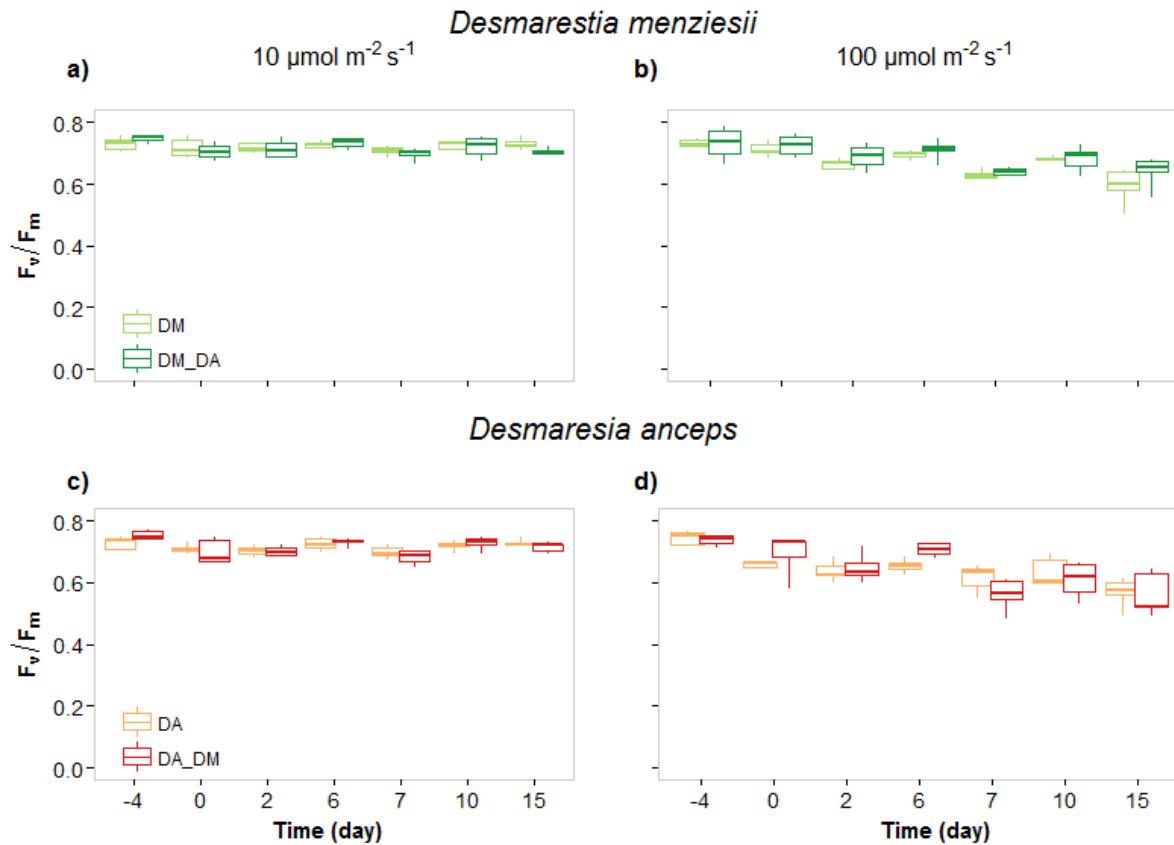 Desmarestia menziesii
10 µmol m⁻² s⁻¹
100 µmol m⁻² s⁻¹
a)
b)
0.8
0.6
0.4
0.2
0.0
Fv/Fm
DM
DM_DA
Desmaresia anceps
c)
d)
0.8
0.6
0.4
0.2
0.0
Fv/Fm
DA
DA_DM
-4 0 2 6 7 10 15
-4 0 2 6 7 10 15
Time (day)
Time (day)